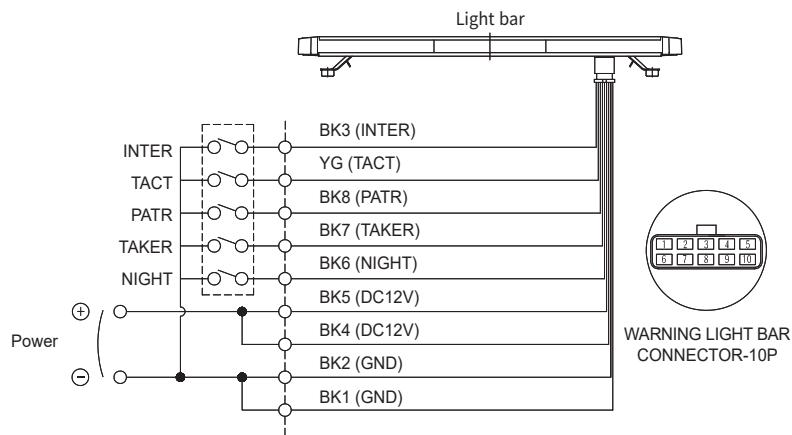 Light bar
INTER
TACT
PATR
TAKER
NIGHT
BK3 (INTER)
YG (TACT)
BK8 (PATR)
BK7 (TAKER)
BK6 (NIGHT)
BK5 (DC12V)
BK4 (DC12V)
BK2 (GND)
BK1 (GND)
+
Power
−
1 2 3 4 5
6 7 8 9 10
WARNING LIGHT BAR
CONNECTOR-10P